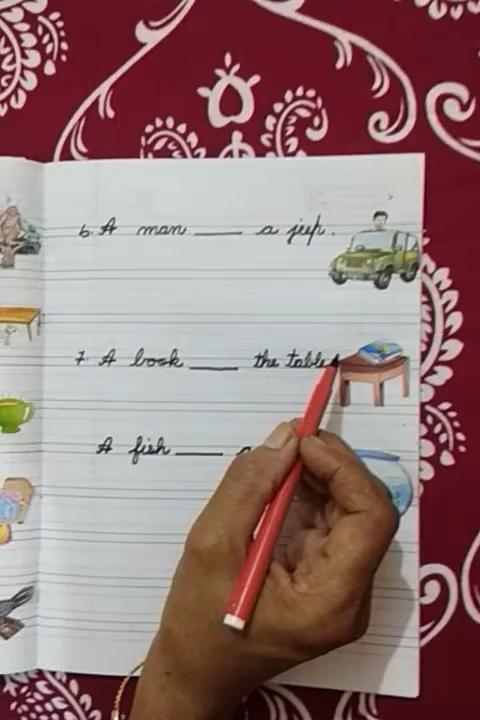 6. A man ____ a jeep.
7. A book ____ the table
A fish ____ a